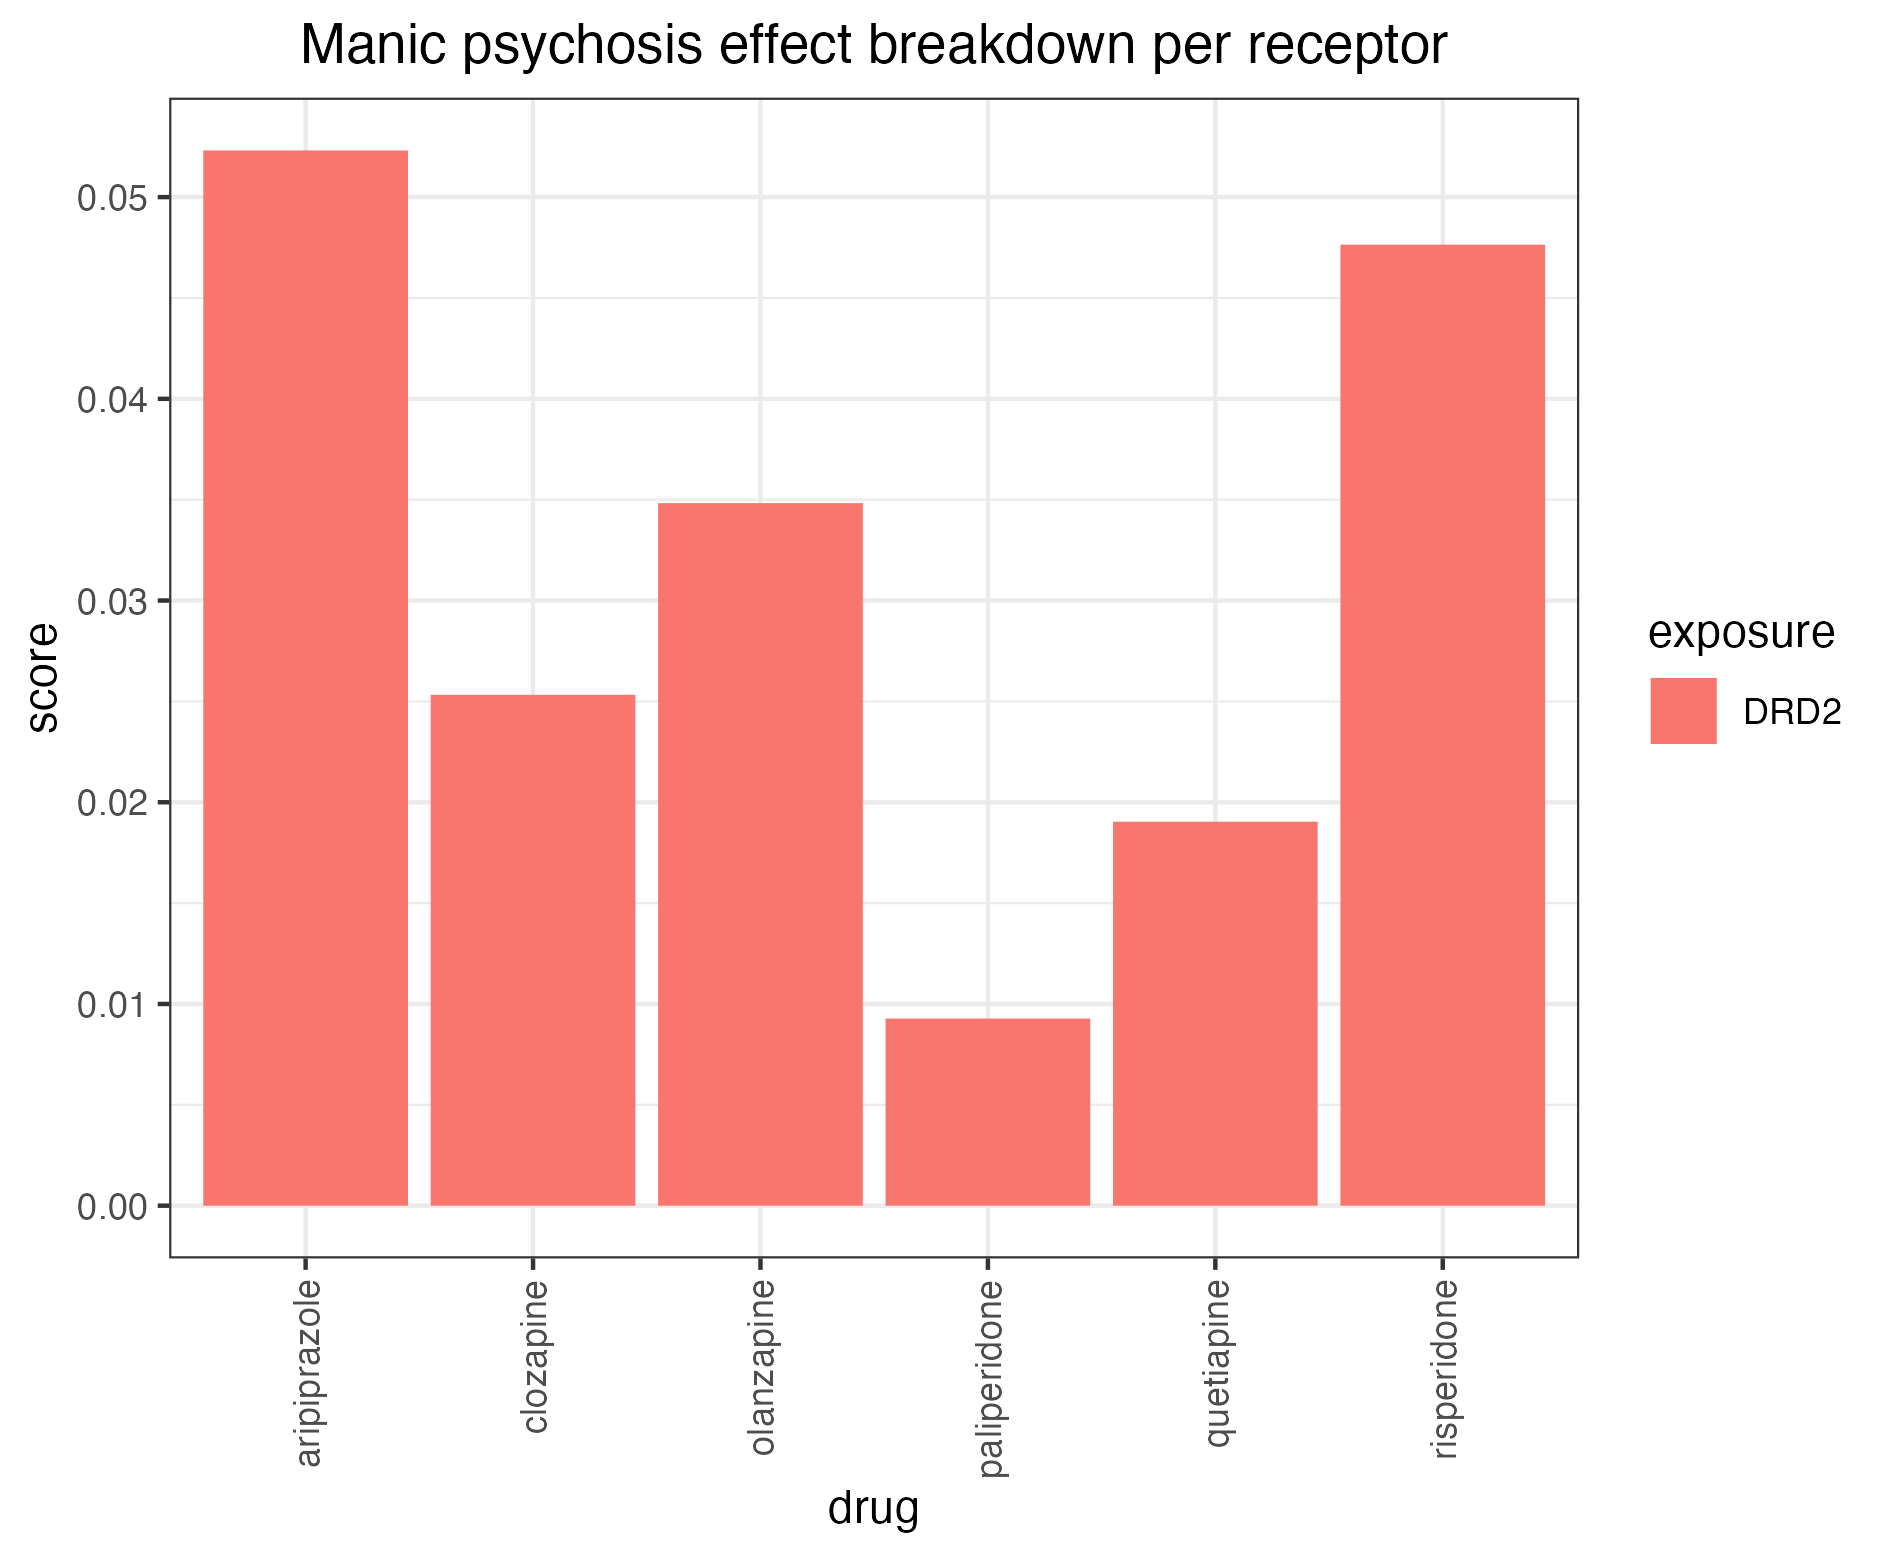 Manic psychosis effect breakdown per receptor
0.05
0.04
0.03
0.02
0.01
0.00
score
aripiprazole
clozapine
olanzapine
paliperidone
quetiapine
risperidone
drug
exposure
DRD2